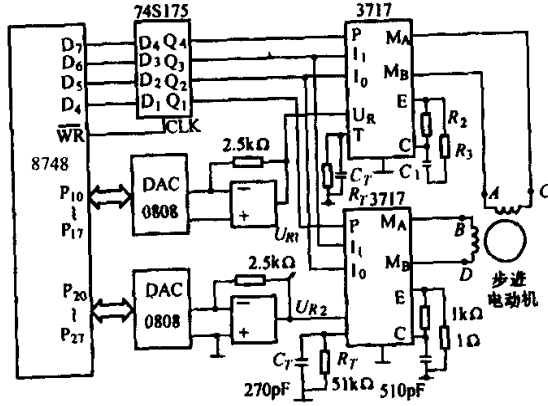 74S175
3717
D7 D4 Q4 P MA
D6 D3 Q3 I1
D5 D2 Q2 I0 MB
D4 D1 Q1 E
WR CLK UR R2
8748 2.5kΩ T C R3
P10 DAC − CT C1 A C
≀ 0808 + RT
P17 UR1 3717
P MA B
2.5kΩ I1
P20 DAC − I0 MB D
≀ 0808 + UR2 E 步进
P27 电动机
C 1kΩ
CT RT 1Ω
270pF 51kΩ 510pF